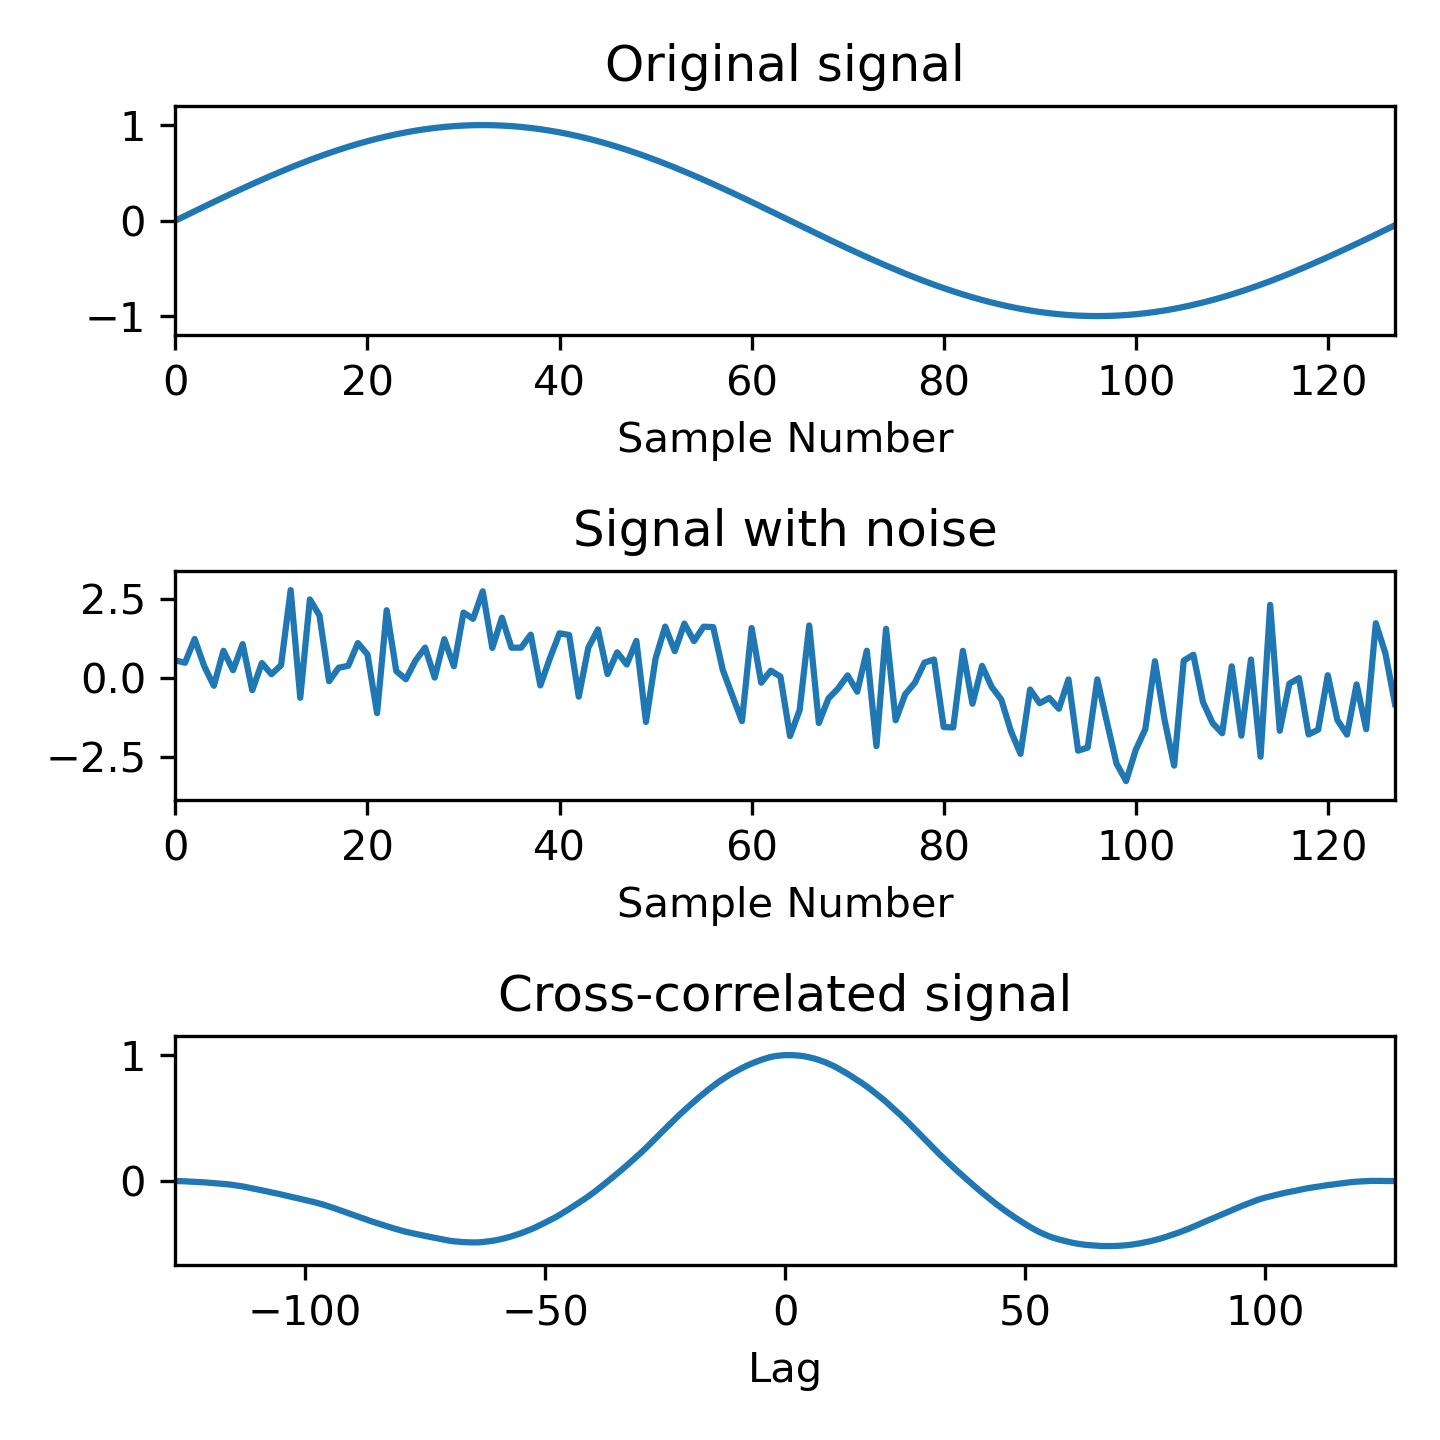 Original signal
1
0
−1
0 20 40 60 80 100 120
Sample Number
Signal with noise
2.5
0.0
−2.5
0 20 40 60 80 100 120
Sample Number
Cross-correlated signal
1
0
−100 −50 0 50 100
Lag